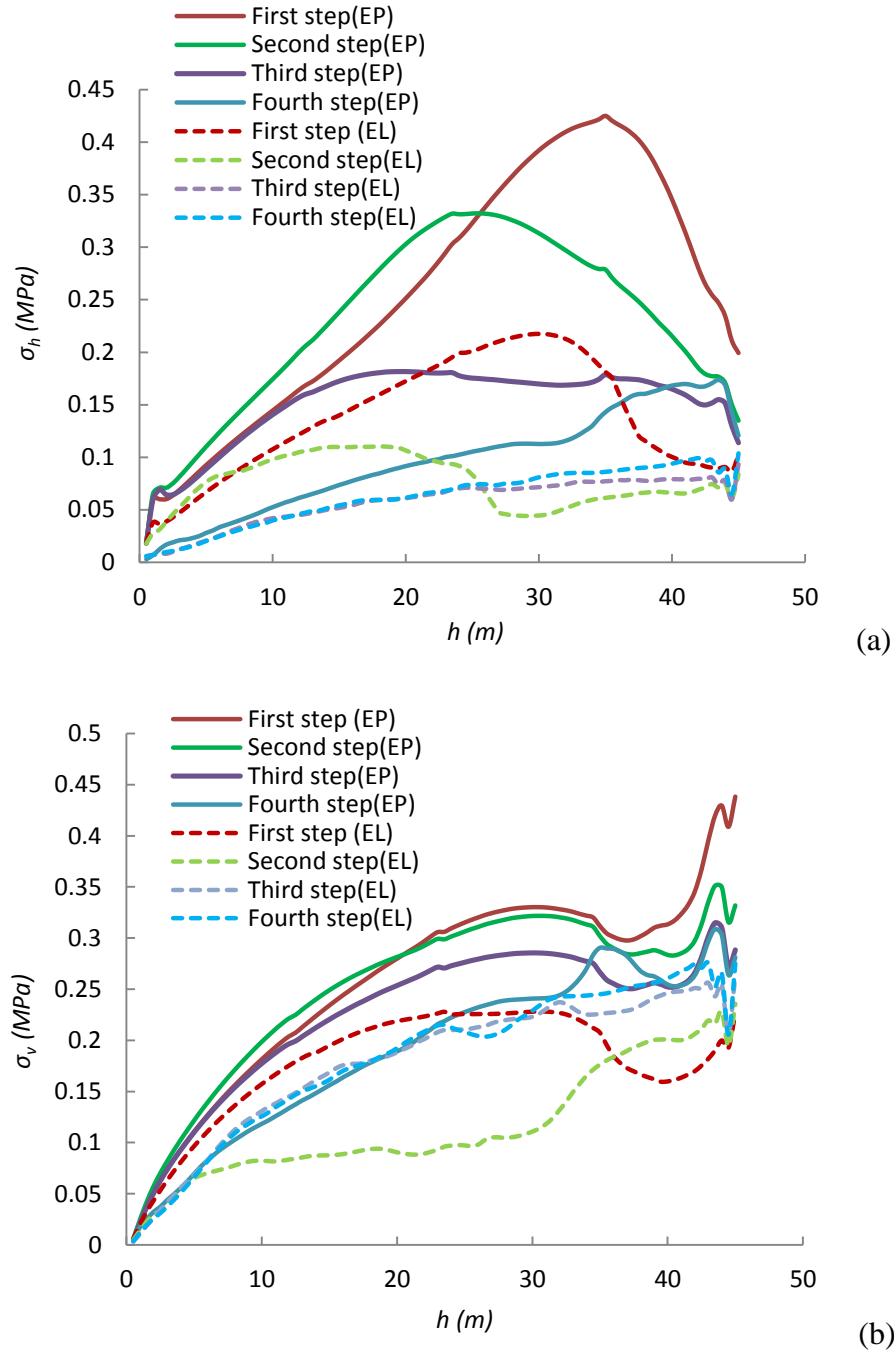 First step(EP)
Second step(EP)
Third step(EP)
Fourth step(EP)
First step (EL)
Second step(EL)
Third step(EL)
Fourth step(EL)
0.45
0.4
0.35
0.3
0.25
0.2
0.15
0.1
0.05
0
σh (MPa)
0 10 20 30 40 50
h (m)
(a)
First step (EP)
Second step(EP)
Third step(EP)
Fourth step(EP)
First step (EL)
Second step(EL)
Third step(EL)
Fourth step(EL)
0.5
0.45
0.4
0.35
0.3
0.25
0.2
0.15
0.1
0.05
0
σv (MPa)
0 10 20 30 40 50
h (m)
(b)